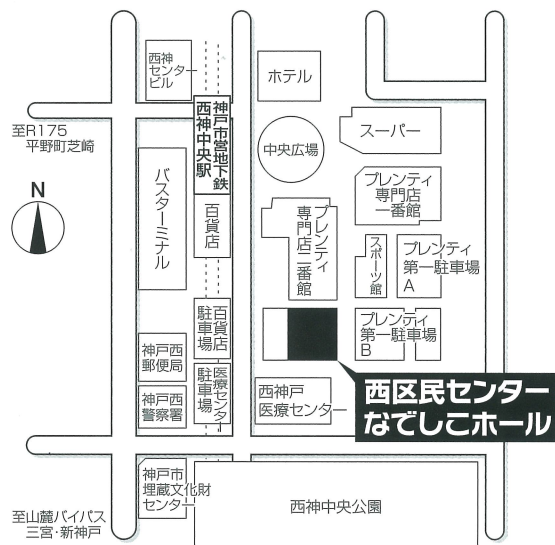 西神
センター
ビル
ホテル
至R175
平野町芝崎
神戸市営地下鉄
西神中央駅
中央広場
スーパー
N
バスターミナル
百貨店
プレンティ
専門店
一番館
プレンティ
専門店二番館
スポーツ館
プレンティ
第一駐車場
A
百貨店
駐車場
プレンティ
第一駐車場
B
神戸西
郵便局
医療センター
駐車場
神戸西
警察署
西神戸
医療センター
西区民センター
なでしこホール
神戸市
埋蔵文化財
センター
西神中央公園
至山麓バイパス
三宮・新神戸